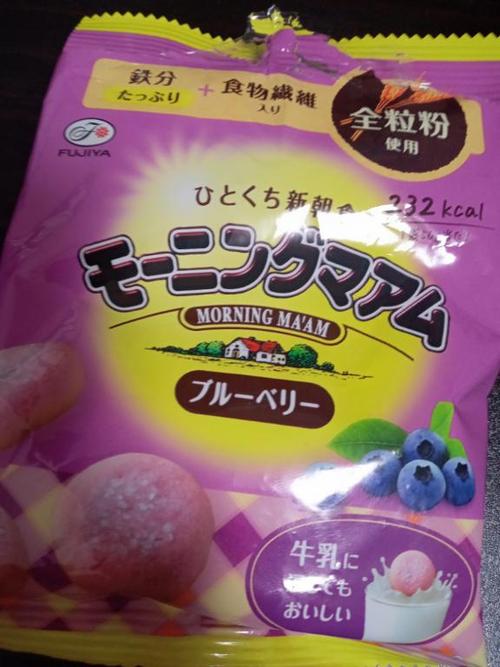 鉄分
たっぷり
+
食物繊維
入り
全粒粉
使用
FUJIYA
ひとくち新朝食
232 kcal
モーニングマアム
MORNING MA'AM
ブルーベリー
牛乳に
ても
おいしい